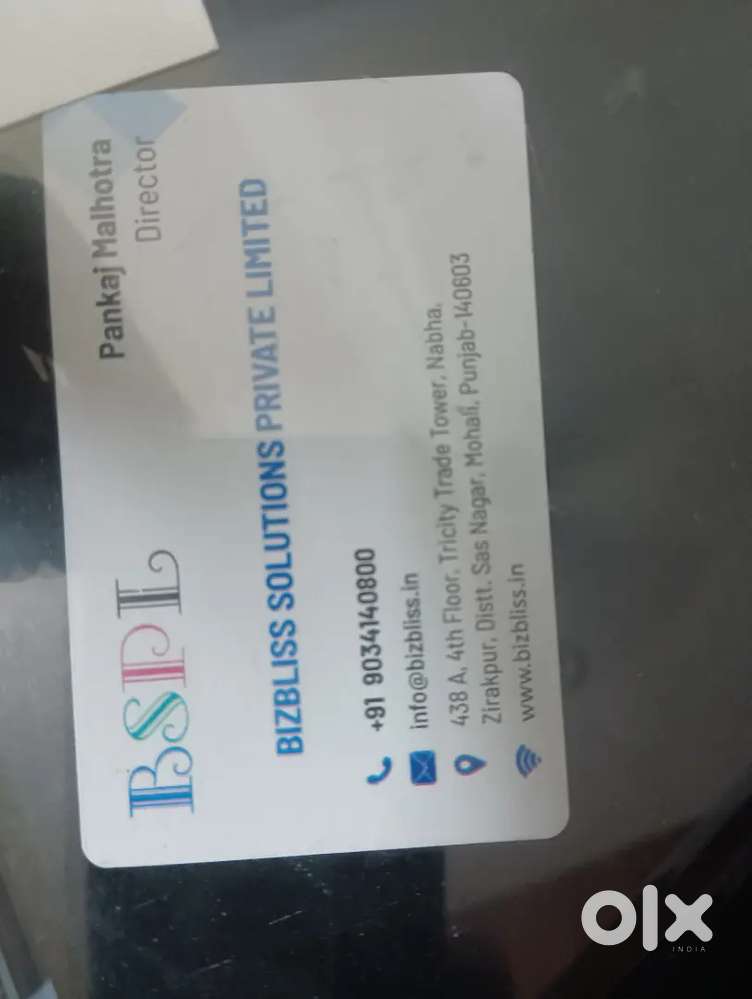 BSPL
Pankaj Malhotra
Director
BIZBLISS SOLUTIONS PRIVATE LIMITED
+91 9034140800
info@bizbliss.in
438 A, 4th Floor, Tricity Trade Tower, Nabha,
Zirakpur, Distt. Sas Nagar, Mohali, Punjab-140603
www.bizbliss.in
olx
INDIA